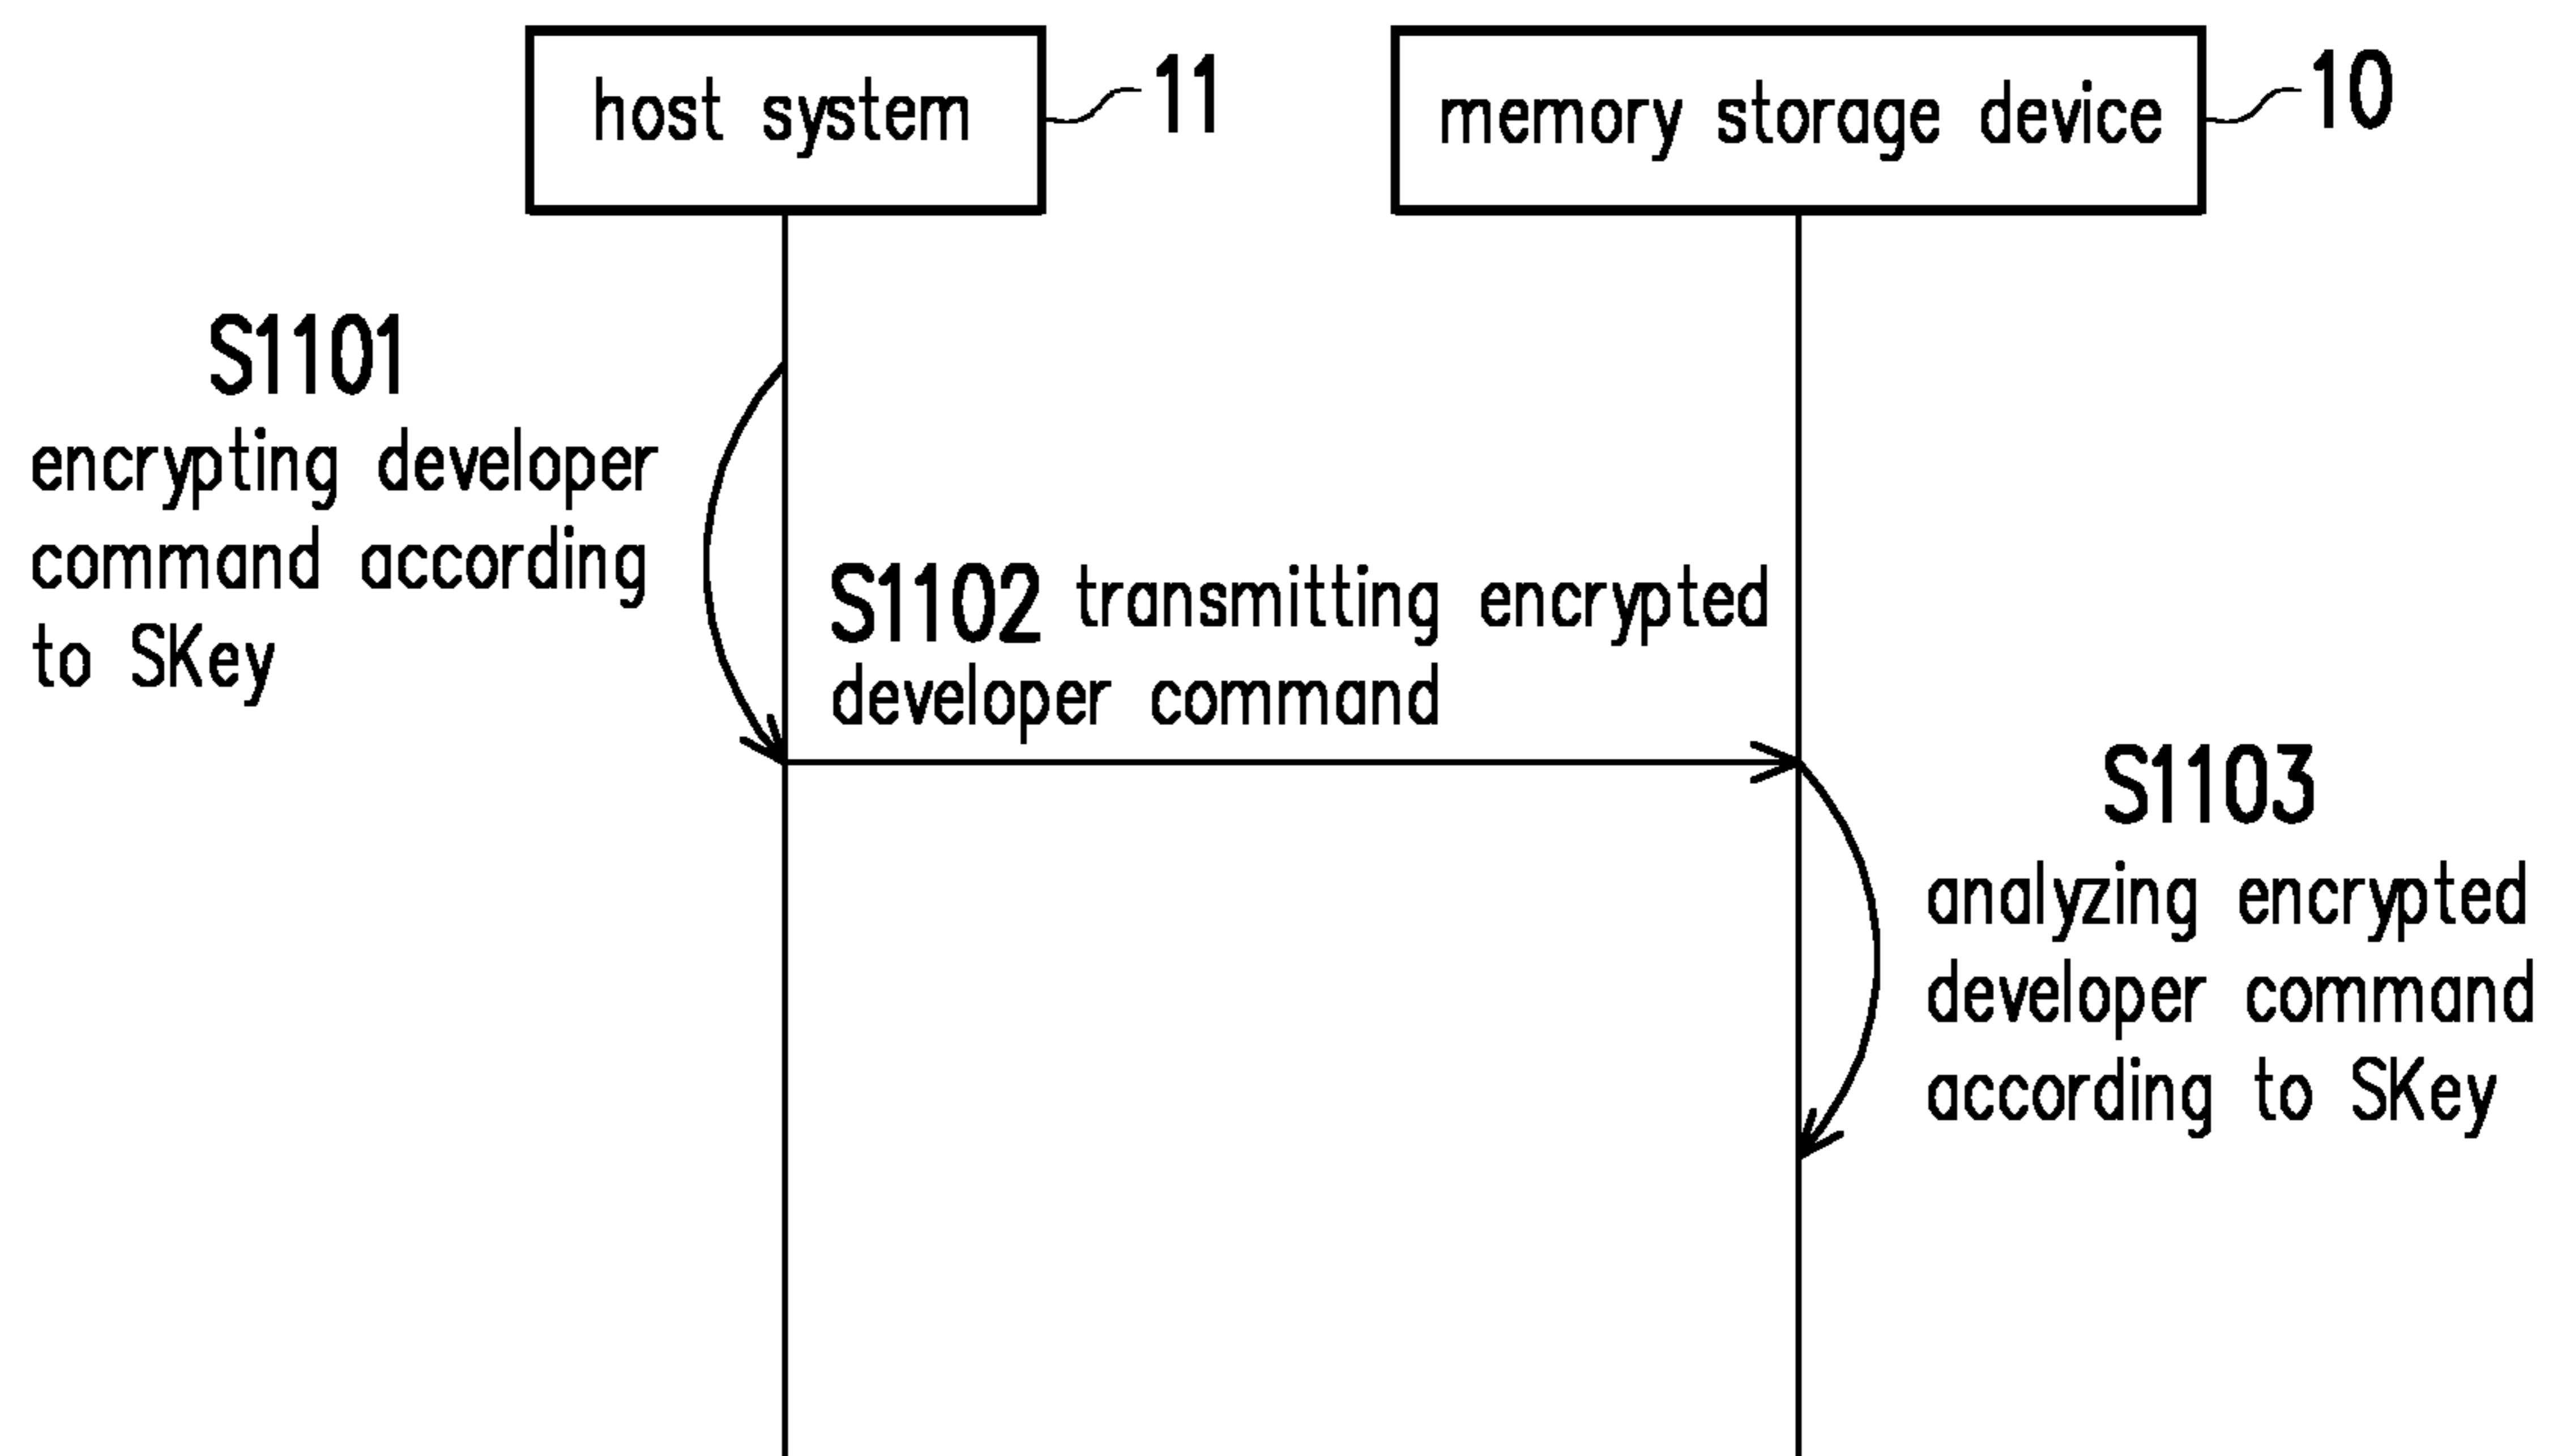 host system 11
memory storage device 10
S1101
encrypting developer
command according
to SKey
S1102 transmitting encrypted
developer command
S1103
analyzing encrypted
developer command
according to SKey